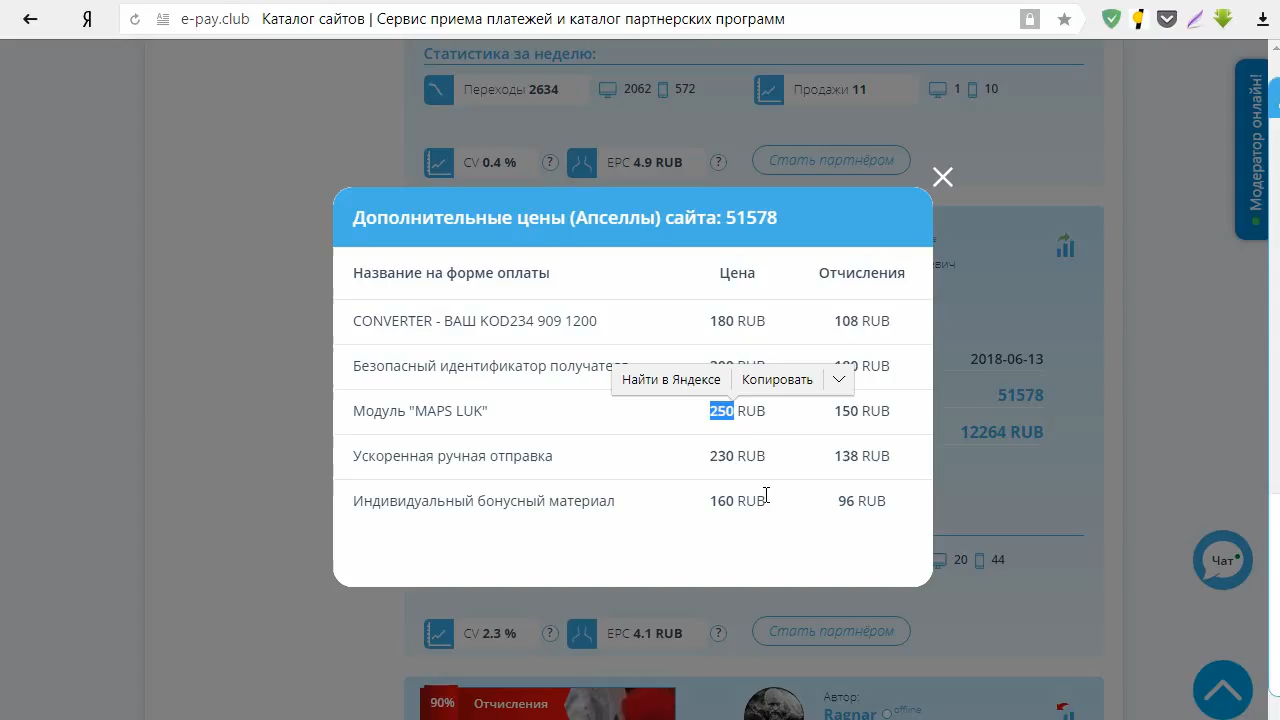 Я
e-pay.club Каталог сайтов | Сервис приема платежей и каталог партнерских программ
Статистика за неделю:
Переходы 2634 2062 572 Продажи 11 1 10
CV 0.4 % ? EPC 4.9 RUB ? Стать партнёром
Модератор онлайн!
Дополнительные цены (Апселлы) сайта: 51578
Название на форме оплаты Цена Отчисления
CONVERTER - ВАШ KOD234 909 1200 180 RUB 108 RUB
Безопасный идентификатор RUB RUB
Найти в Яндексе Копировать
Модуль "MAPS LUK" 250 RUB 150 RUB
Ускоренная ручная отправка 230 RUB 138 RUB
Индивидуальный бонусный материал 160 RUB 96 RUB
2018-06-13
51578
12264 RUB
20 44
Чат
CV 2.3 % ? EPC 4.1 RUB ? Стать партнёром
90% Отчисления
Автор:
Ragnar offline